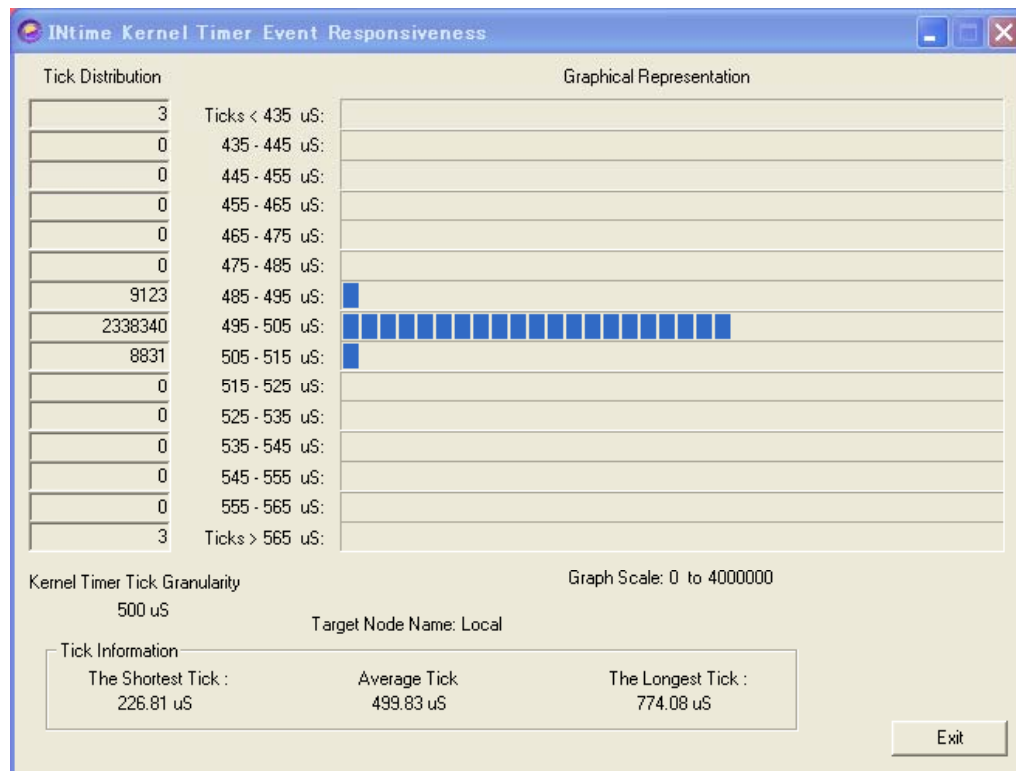 INtime Kernel Timer Event Responsiveness
Tick Distribution Graphical Representation
3 Ticks < 435 uS:
0 435 - 445 uS:
0 445 - 455 uS:
0 455 - 465 uS:
0 465 - 475 uS:
0 475 - 485 uS:
9123 485 - 495 uS:
2338340 495 - 505 uS:
8831 505 - 515 uS:
0 515 - 525 uS:
0 525 - 535 uS:
0 535 - 545 uS:
0 545 - 555 uS:
0 555 - 565 uS:
3 Ticks > 565 uS:
Kernel Timer Tick Granularity
500 uS
Graph Scale: 0 to 4000000
Target Node Name: Local
Tick Information
The Shortest Tick : Average Tick The Longest Tick :
226.81 uS 499.83 uS 774.08 uS
Exit